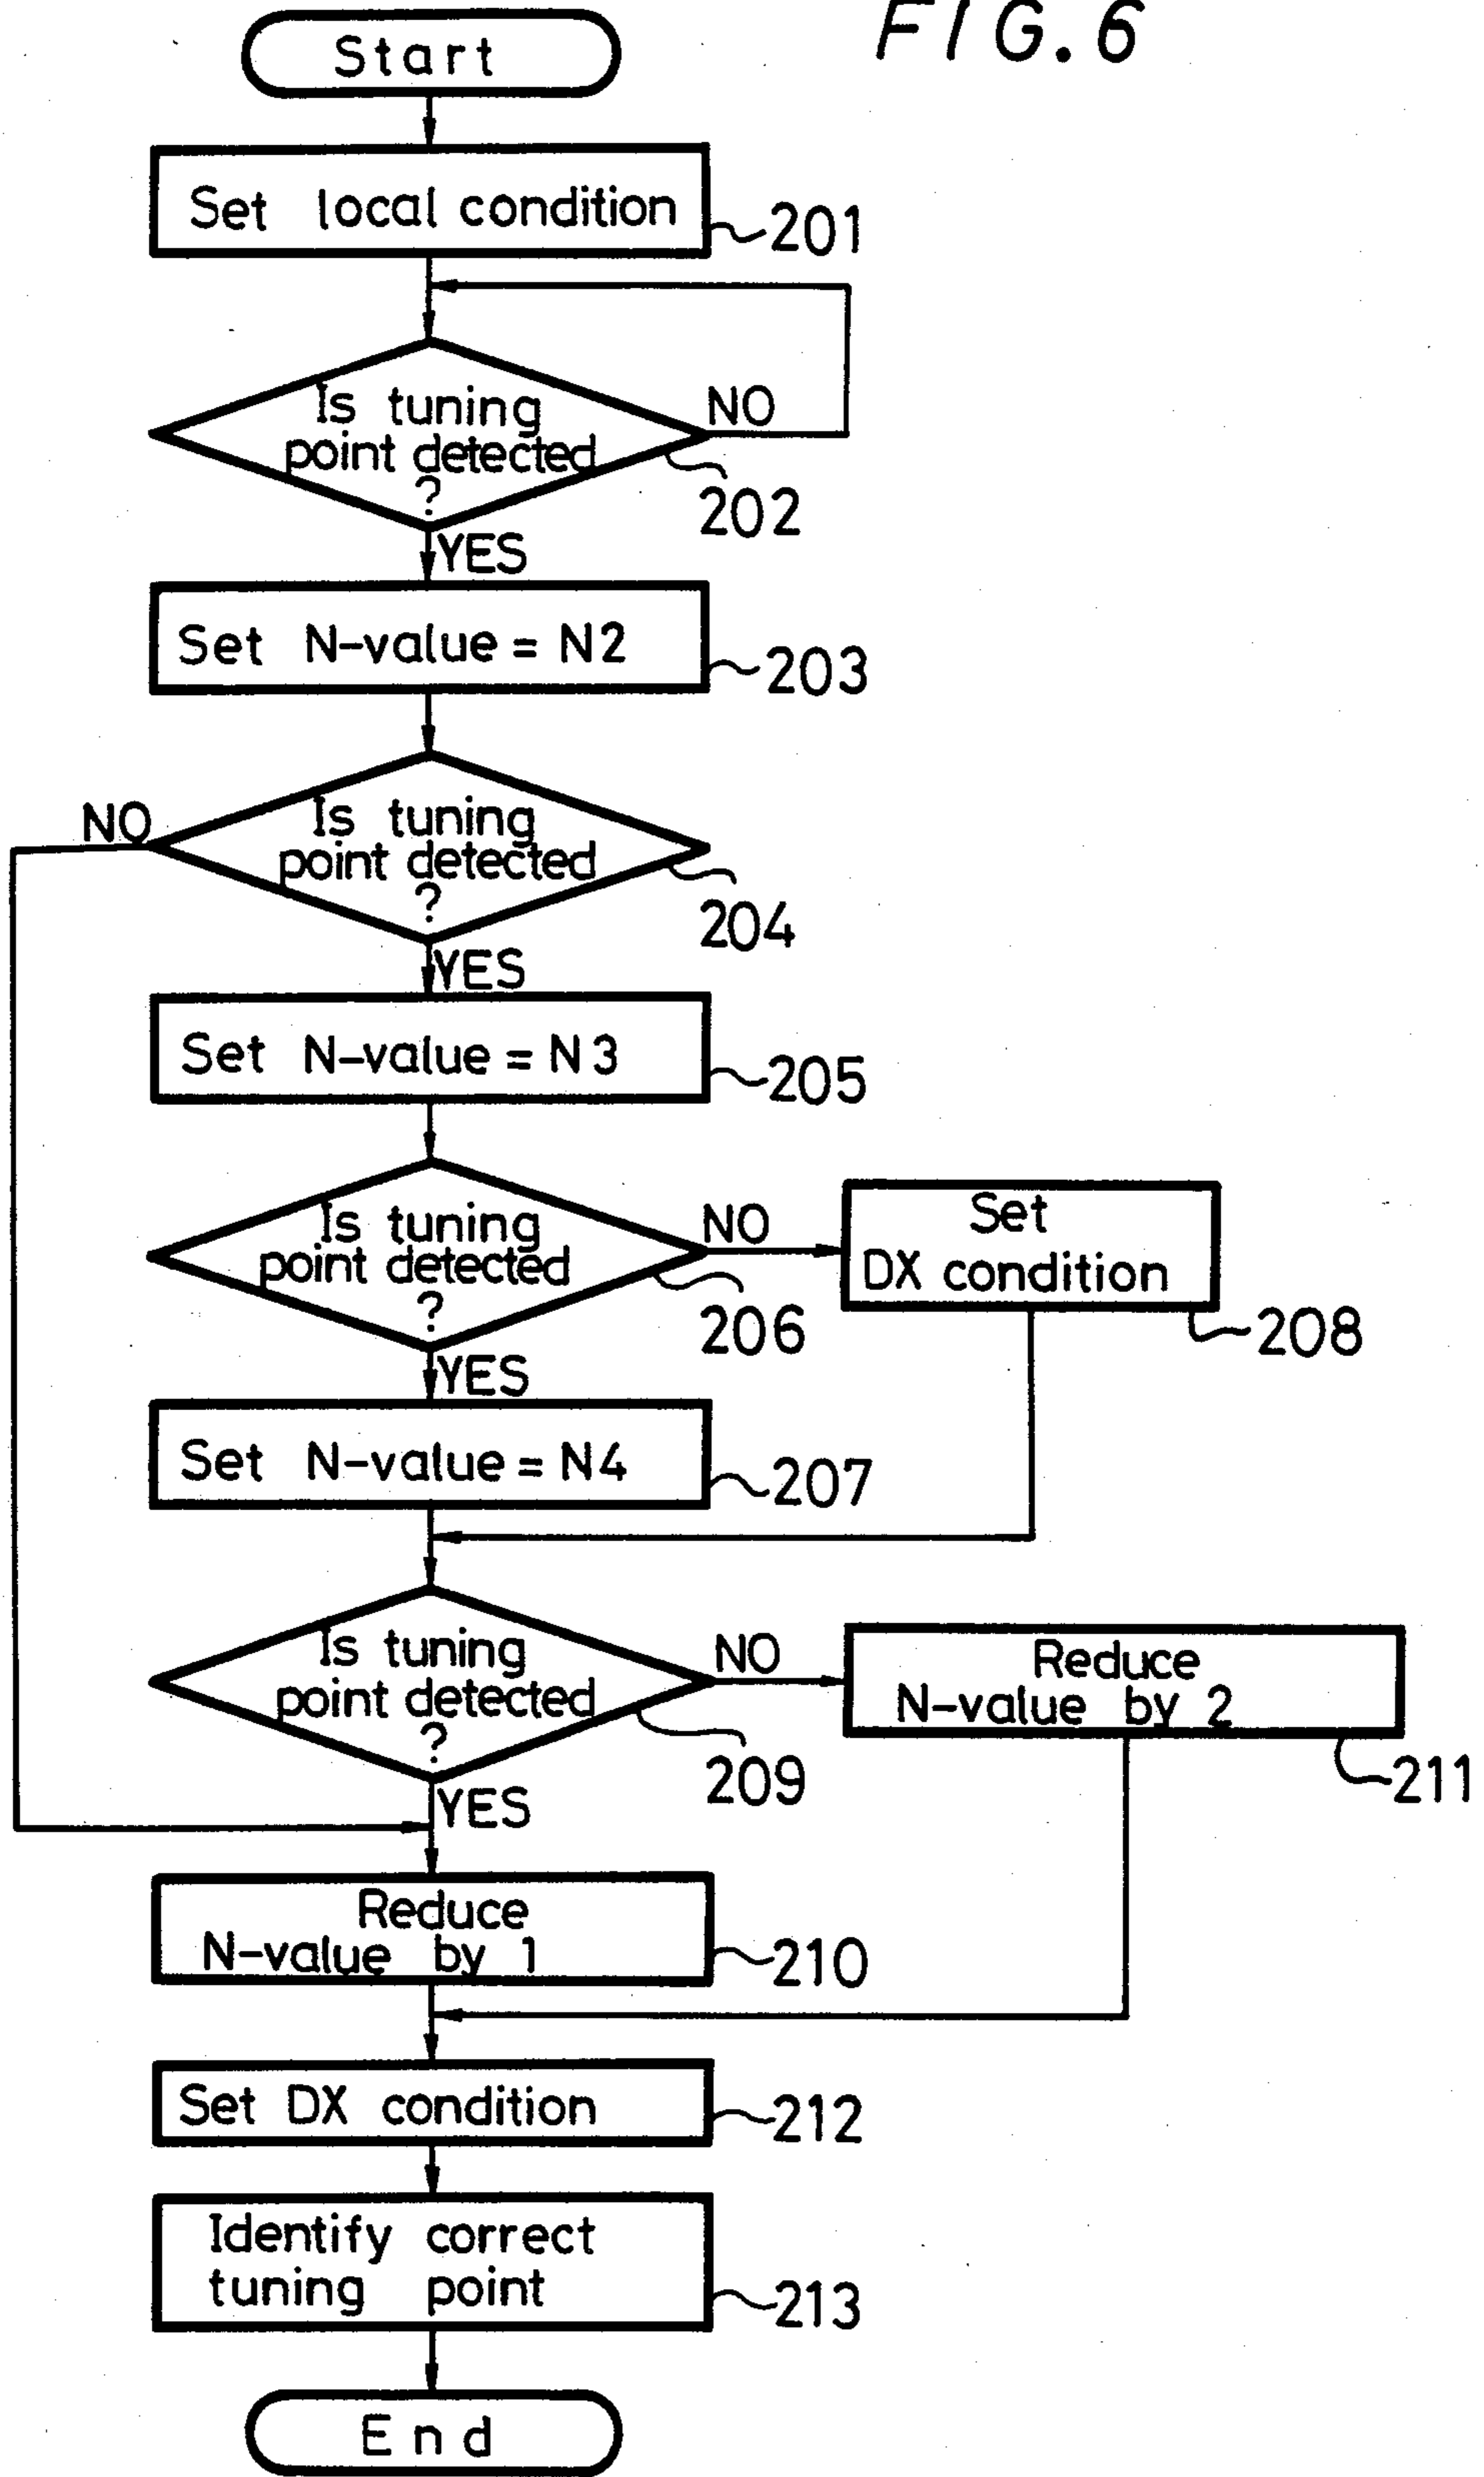 FIG. 6
Start
Set local condition
201
Is tuning
point detected
?
NO
202
YES
Set N-value = N2
203
Is tuning
point detected
?
NO
204
YES
Set N-value = N3
205
Is tuning
point detected
?
NO
206
Set
DX condition
208
YES
Set N-value = N4
207
Is tuning
point detected
?
NO
209
Reduce
N-value by 2
211
YES
Reduce
N-value by 1
210
Set DX condition
212
Identify correct
tuning point
213
End